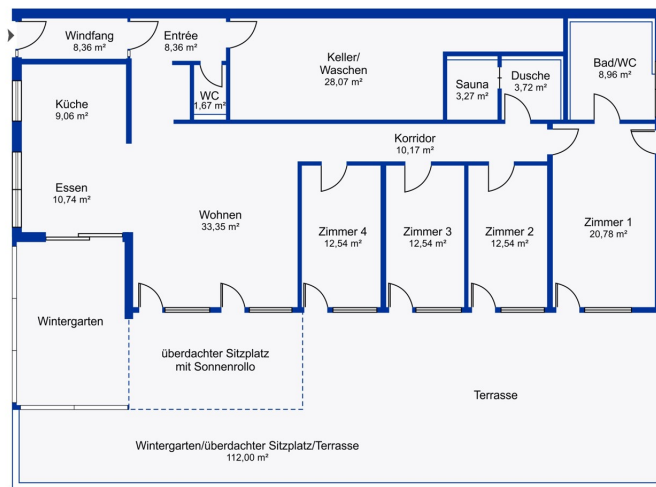 Windfang
8,36 m²
Entrée
8,36 m²
Keller/
Waschen
28,07 m²
Bad/WC
8,96 m²
Sauna
3,27 m²
Dusche
3,72 m²
WC
1,67 m²
Küche
9,06 m²
Korridor
10,17 m²
Essen
10,74 m²
Wohnen
33,35 m²
Zimmer 4
12,54 m²
Zimmer 3
12,54 m²
Zimmer 2
12,54 m²
Zimmer 1
20,78 m²
Wintergarten
überdachter Sitzplatz
mit Sonnenrollo
Terrasse
Wintergarten/überdachter Sitzplatz/Terrasse
112,00 m²